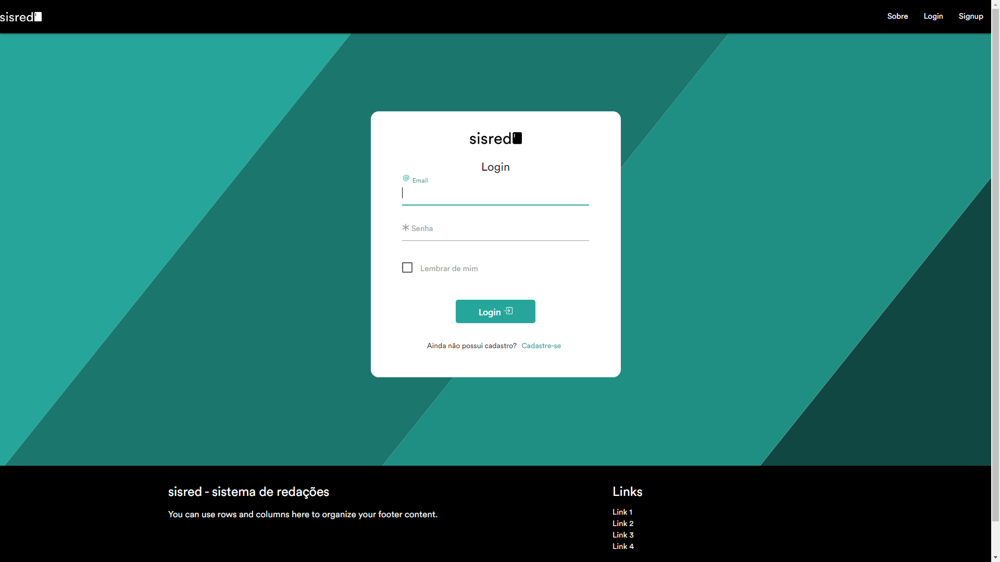 sisred
Sobre
Login
Signup
sisred
Login
@ Email
* Senha
Lembrar de mim
Login
Ainda não possui cadastro? Cadastre-se
sisred - sistema de redações
You can use rows and columns here to organize your footer content.
Links
Link 1
Link 2
Link 3
Link 4